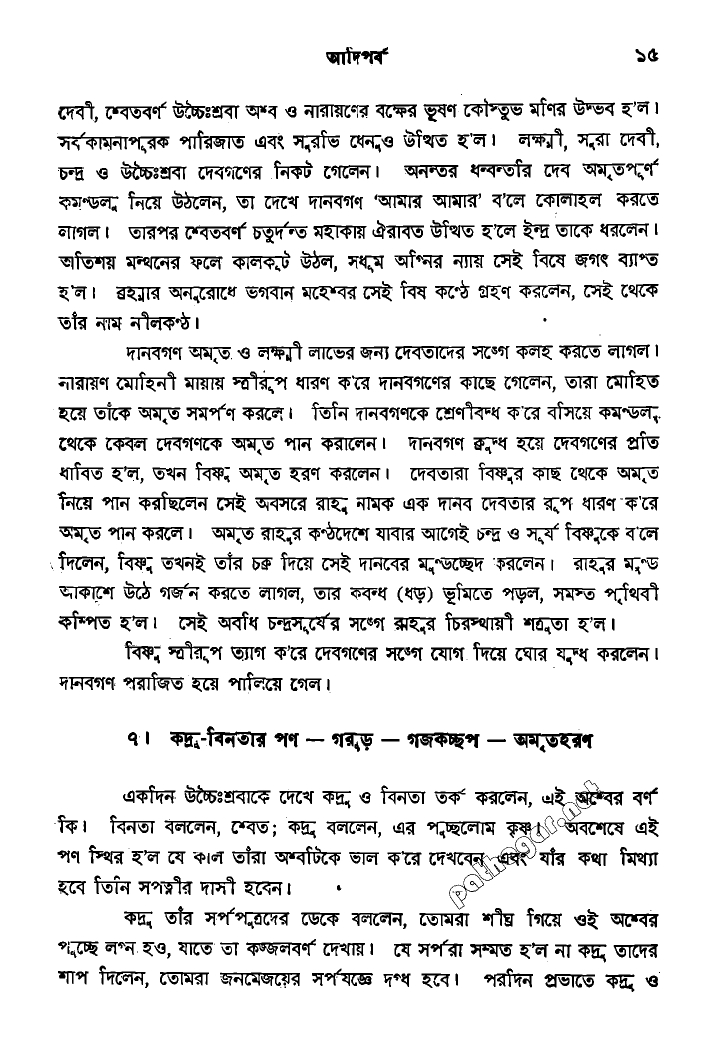 আদিপর্ব ১৫
দেবী, শ্বেতবর্ণ উচ্চৈঃশ্রবা অশ্ব ও নারায়ণের বক্ষের ভূষণ কৌস্তুভ মণির উদ্ভব হ'ল।
সর্বকামনাপূরক পারিজাত এবং সুরভি ধেনুও উত্থিত হ'ল। লক্ষ্মী, সুরা দেবী,
চন্দ্র ও উচ্চৈঃশ্রবা দেবগণের নিকট গেলেন। অনন্তর ধন্বন্তরি দেব অমৃতপূর্ণ
কমণ্ডলু নিয়ে উঠলেন, তা দেখে দানবগণ 'আমার আমার' ব'লে কোলাহল করতে
লাগল। তারপর শ্বেতবর্ণ চতুর্দন্ত মহাকায় ঐরাবত উত্থিত হ'লে ইন্দ্র তাকে ধরলেন।
অতিশয় মন্থনের ফলে কালকূট উঠল, সধূম অগ্নির ন্যায় সেই বিষে জগৎ ব্যাপ্ত
হ'ল। ব্রহ্মার অনুরোধে ভগবান মহেশ্বর সেই বিষ কণ্ঠে গ্রহণ করলেন, সেই থেকে
তাঁর নাম নীলকণ্ঠ।
দানবগণ অমৃত ও লক্ষ্মী লাভের জন্য দেবতাদের সঙ্গে কলহ করতে লাগল।
নারায়ণ মোহিনী মায়ায় স্ত্রীরূপ ধারণ ক'রে দানবগণের কাছে গেলেন, তারা মোহিত
হয়ে তাঁকে অমৃত সমর্পণ করলে। তিনি দানবগণকে শ্রেণীবদ্ধ ক'রে বসিয়ে কমণ্ডলু
থেকে কেবল দেবগণকে অমৃত পান করালেন। দানবগণ ক্রুদ্ধ হয়ে দেবগণের প্রতি
ধাবিত হ'ল, তখন বিষ্ণু অমৃত হরণ করলেন। দেবতারা বিষ্ণুর কাছ থেকে অমৃত
নিয়ে পান করছিলেন সেই অবসরে রাহু নামক এক দানব দেবতার রূপ ধারণ ক'রে
অমৃত পান করলে। অমৃত রাহুর কণ্ঠদেশে যাবার আগেই চন্দ্র ও সূর্য বিষ্ণুকে ব'লে
দিলেন, বিষ্ণু তখনই তাঁর চক্র দিয়ে সেই দানবের মুণ্ডচ্ছেদ করলেন। রাহুর মুণ্ড
আকাশে উঠে গর্জন করতে লাগল, তার কবন্ধ (ধড়) ভূমিতে পড়ল, সমস্ত পৃথিবী
কম্পিত হ'ল। সেই অবধি চন্দ্রসূর্যের সঙ্গে রাহুর চিরস্থায়ী শত্রুতা হ'ল।
বিষ্ণু স্ত্রীরূপ ত্যাগ ক'রে দেবগণের সঙ্গে যোগ দিয়ে ঘোর যুদ্ধ করলেন।
দানবগণ পরাজিত হয়ে পালিয়ে গেল।
৭। কদ্রু-বিনতার পণ — গরুড় — গজকচ্ছপ — অমৃতহরণ
একদিন উচ্চৈঃশ্রবাকে দেখে কদ্রু ও বিনতা তর্ক করলেন, এই অশ্বের বর্ণ
কি। বিনতা বললেন, শ্বেত; কদ্রু বললেন, এর পুচ্ছলোম কৃষ্ণ। অবশেষে এই
পণ স্থির হ'ল যে কাল তাঁরা অশ্বটিকে ভাল ক'রে দেখবেন এবং যাঁর কথা মিথ্যা
হবে তিনি সপত্নীর দাসী হবেন।
কদ্রু তাঁর সর্পপুত্রদের ডেকে বললেন, তোমরা শীঘ্র গিয়ে ওই অশ্বের
পুচ্ছে লগ্ন হও, যাতে তা কজ্জলবর্ণ দেখায়। যে সর্পরা সম্মত হ'ল না কদ্রু তাদের
শাপ দিলেন, তোমরা জনমেজয়ের সর্পযজ্ঞে দগ্ধ হবে। পরদিন প্রভাতে কদ্রু ও
pathagar.net